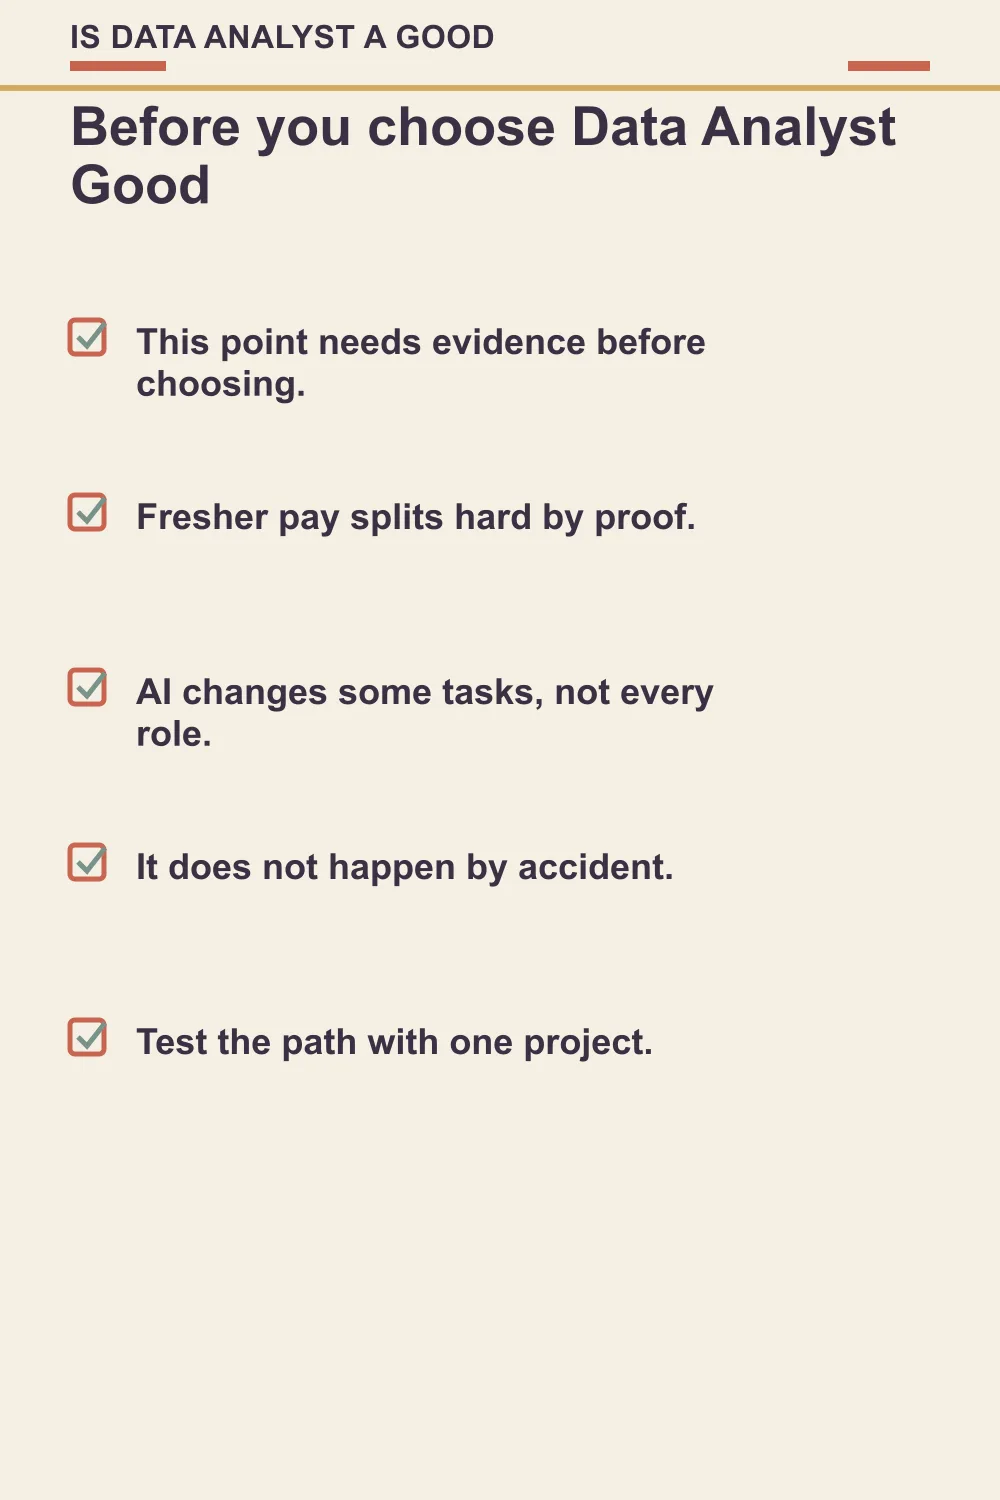 IS DATA ANALYST A GOOD
Before you choose Data Analyst
Good
This point needs evidence before
choosing.
Fresher pay splits hard by proof.
AI changes some tasks, not every
role.
It does not happen by accident.
Test the path with one project.